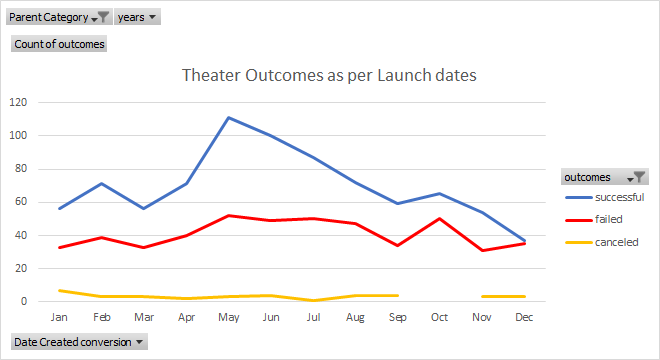 Parent Category years
Count of outcomes
Theater Outcomes as per Launch dates
120
100
80
60
40
20
0
Jan Feb Mar Apr May Jun Jul Aug Sep Oct Nov Dec
outcomes
successful
failed
canceled
Date Created conversion